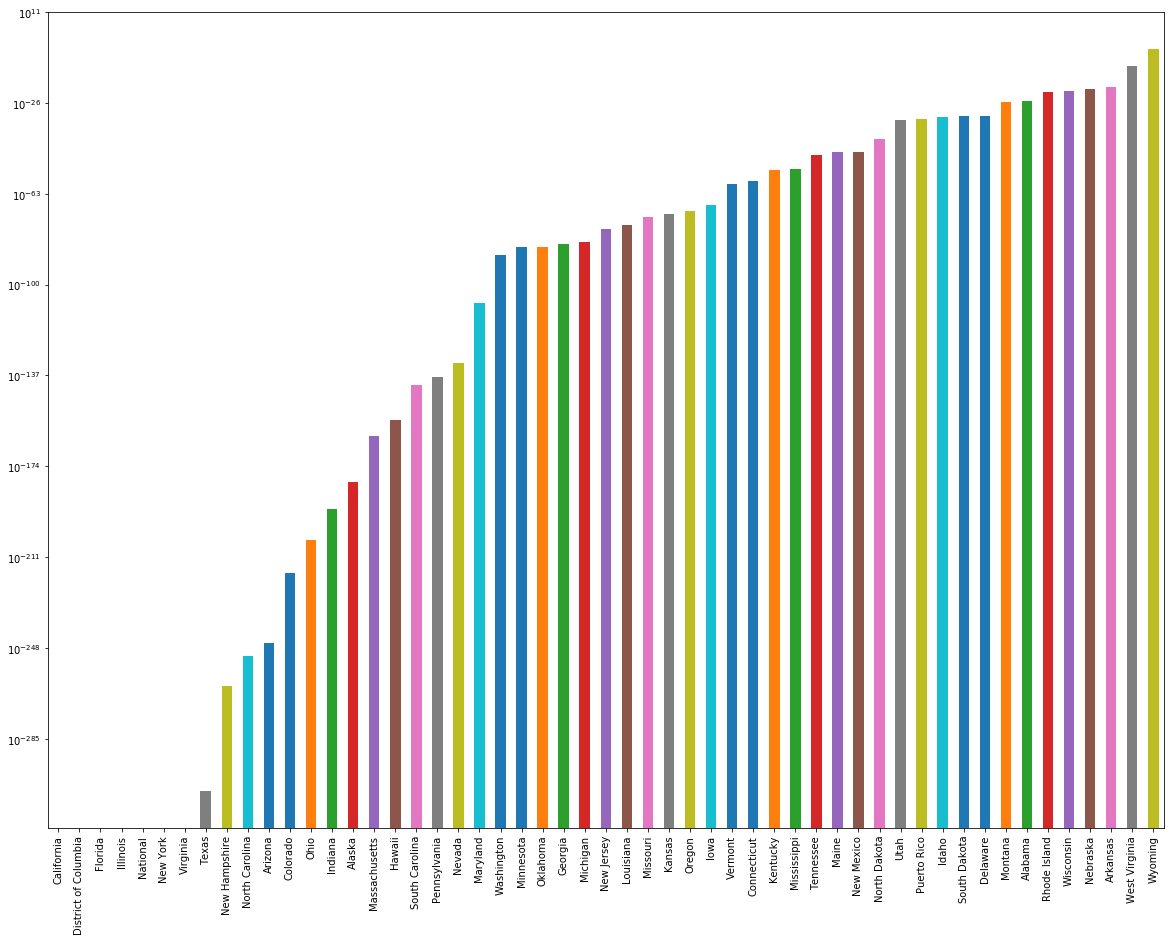 10^11
10^-26
10^-63
10^-100
10^-137
10^-174
10^-211
10^-248
10^-285
California
District of Columbia
Florida
Illinois
National
New York
Virginia
Texas
New Hampshire
North Carolina
Arizona
Colorado
Ohio
Indiana
Alaska
Massachusetts
Hawaii
South Carolina
Pennsylvania
Nevada
Maryland
Washington
Minnesota
Oklahoma
Georgia
Michigan
New Jersey
Louisiana
Missouri
Kansas
Oregon
Iowa
Vermont
Connecticut
Kentucky
Mississippi
Tennessee
Maine
New Mexico
North Dakota
Utah
Puerto Rico
Idaho
South Dakota
Delaware
Montana
Alabama
Rhode Island
Wisconsin
Nebraska
Arkansas
West Virginia
Wyoming